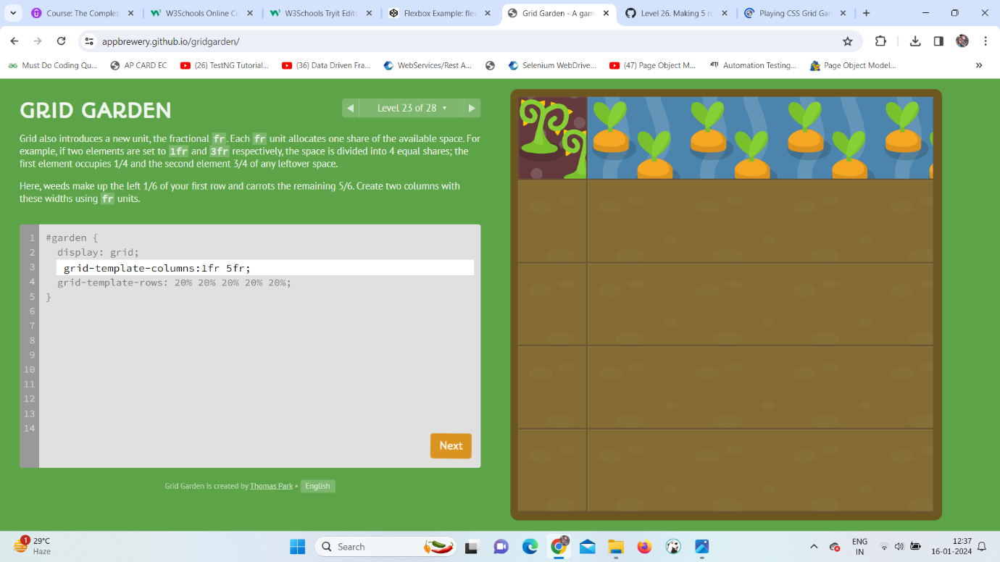 Course: The Complet
W3Schools Online Co
W3Schools Tryit Edito
Flexbox Example: flex
Grid Garden - A gam
Level 26. Making 5 ro
Playing CSS Grid Gar
appbrewery.github.io/gridgarden/
Must Do Coding Qu...
AP CARD EC
(26) TestNG Tutorial...
(36) Data Driven Fra...
WebServices/Rest A...
Selenium WebDrive...
(47) Page Object M...
Automation Testing...
Page Object Model...
GRID GARDEN
Level 23 of 28
Grid also introduces a new unit, the fractional fr. Each fr unit allocates one share of the available space. For
example, if two elements are set to 1fr and 3fr respectively, the space is divided into 4 equal shares; the
first element occupies 1/4 and the second element 3/4 of any leftover space.
Here, weeds make up the left 1/6 of your first row and carrots the remaining 5/6. Create two columns with
these widths using fr units.
1 #garden {
2 display: grid;
3 grid-template-columns:1fr 5fr;
4 grid-template-rows: 20% 20% 20% 20% 20%;
5 }
6
7
8
9
10
11
12
13
14
Next
Grid Garden is created by Thomas Park • English
1
29°C
Haze
Search
ENG
IN
12:37
16-01-2024